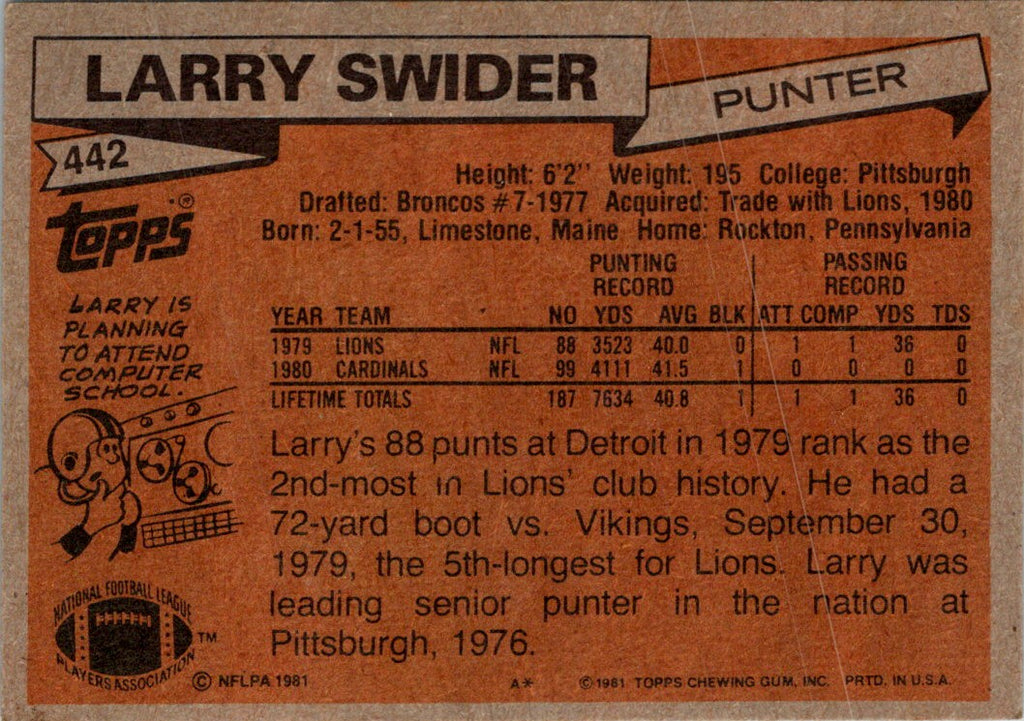 LARRY SWIDER
PUNTER
442
TOPPS®
Height: 6'2" Weight: 195 College: Pittsburgh
Drafted: Broncos #7-1977 Acquired: Trade with Lions, 1980
Born: 2-1-55, Limestone, Maine Home: Rockton, Pennsylvania
LARRY IS
PLANNING
TO ATTEND
COMPUTER
SCHOOL.
PUNTING RECORD PASSING RECORD
YEAR TEAM NO YDS AVG BLK ATT COMP YDS TDS
1979 LIONS NFL 88 3523 40.0 0 1 1 36 0
1980 CARDINALS NFL 99 4111 41.5 1 0 0 0 0
LIFETIME TOTALS 187 7634 40.8 1 1 1 36 0
Larry's 88 punts at Detroit in 1979 rank as the
2nd-most in Lions' club history. He had a
72-yard boot vs. Vikings, September 30,
1979, the 5th-longest for Lions. Larry was
leading senior punter in the nation at
Pittsburgh, 1976.
NATIONAL FOOTBALL LEAGUE
PLAYERS ASSOCIATION
TM
© NFLPA 1981 A* © 1981 TOPPS CHEWING GUM, INC. PRTD. IN U.S.A.